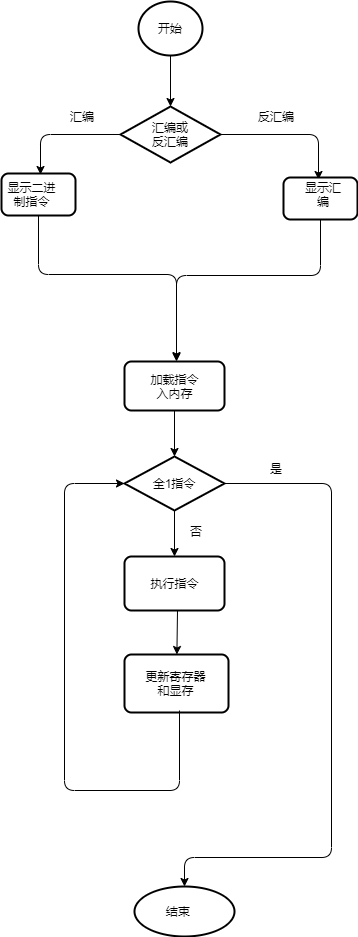 开始
汇编
反汇编
汇编或
反汇编
显示二进
制指令
显示汇
编
加载指令
入内存
全1指令
是
否
执行指令
更新寄存器
和显存
结束